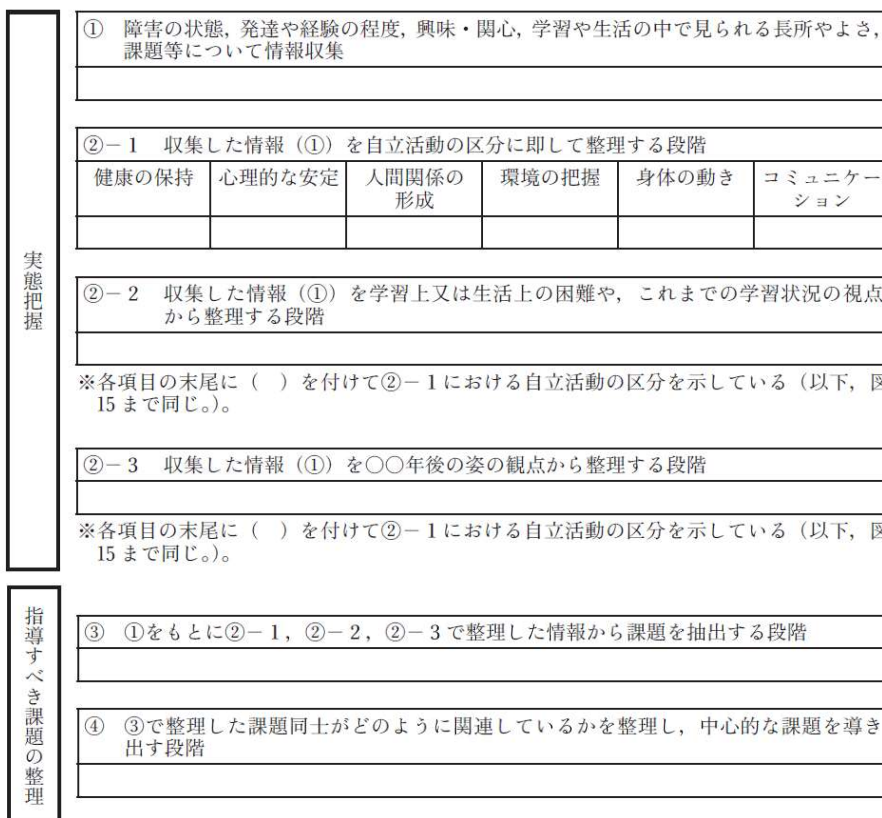 実態把握
① 障害の状態，発達や経験の程度，興味・関心，学習や生活の中で見られる長所やよさ，
課題等について情報収集
②－1 収集した情報（①）を自立活動の区分に即して整理する段階
健康の保持
心理的な安定
人間関係の
形成
環境の把握
身体の動き
コミュニケー
ション
②－2 収集した情報（①）を学習上又は生活上の困難や，これまでの学習状況の視点
から整理する段階
※各項目の末尾に（ ）を付けて②－1における自立活動の区分を示している（以下，図
15まで同じ。）。
②－3 収集した情報（①）を○○年後の姿の観点から整理する段階
※各項目の末尾に（ ）を付けて②－1における自立活動の区分を示している（以下，図
15まで同じ。）。
指導すべき課題の整理
③ ①をもとに②－1，②－2，②－3で整理した情報から課題を抽出する段階
④ ③で整理した課題同士がどのように関連しているかを整理し，中心的な課題を導き
出す段階